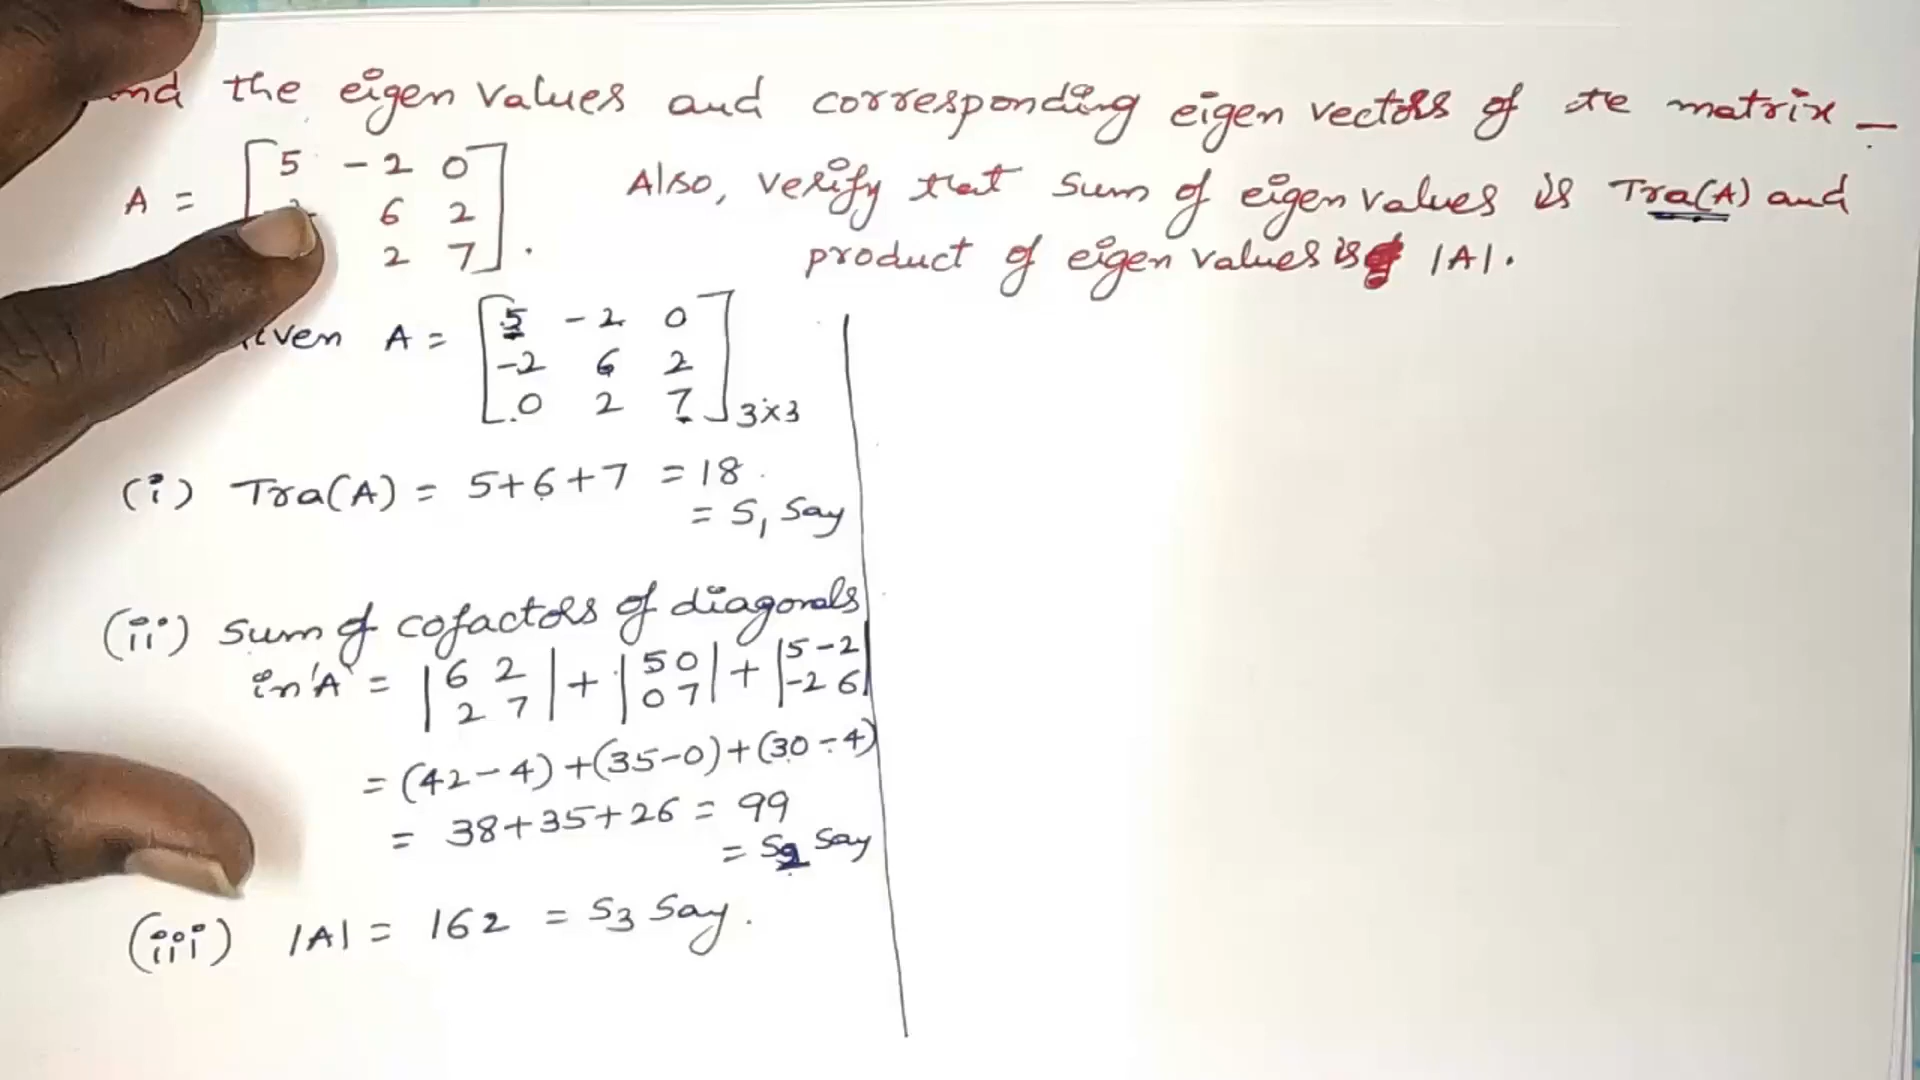 the eigen values and corresponding eigen vectors of the matrix -
A = [5 -2 0
6 2
2 7].
Also, verify that sum of eigen values is Tra(A) and
product of eigen values is |A|.
Given A = [5 -2 0
-2 6 2
0 2 7] 3×3
(i) Tra(A) = 5+6+7 = 18
= S₁ Say
(ii) Sum of cofactors of diagonals
in 'A' = |6 2 / 2 7| + |5 0 / 0 7| + |5 -2 / -2 6|
= (42-4)+(35-0)+(30-4)
= 38+35+26 = 99
= S₂ Say
(iii) |A| = 162 = S₃ Say.